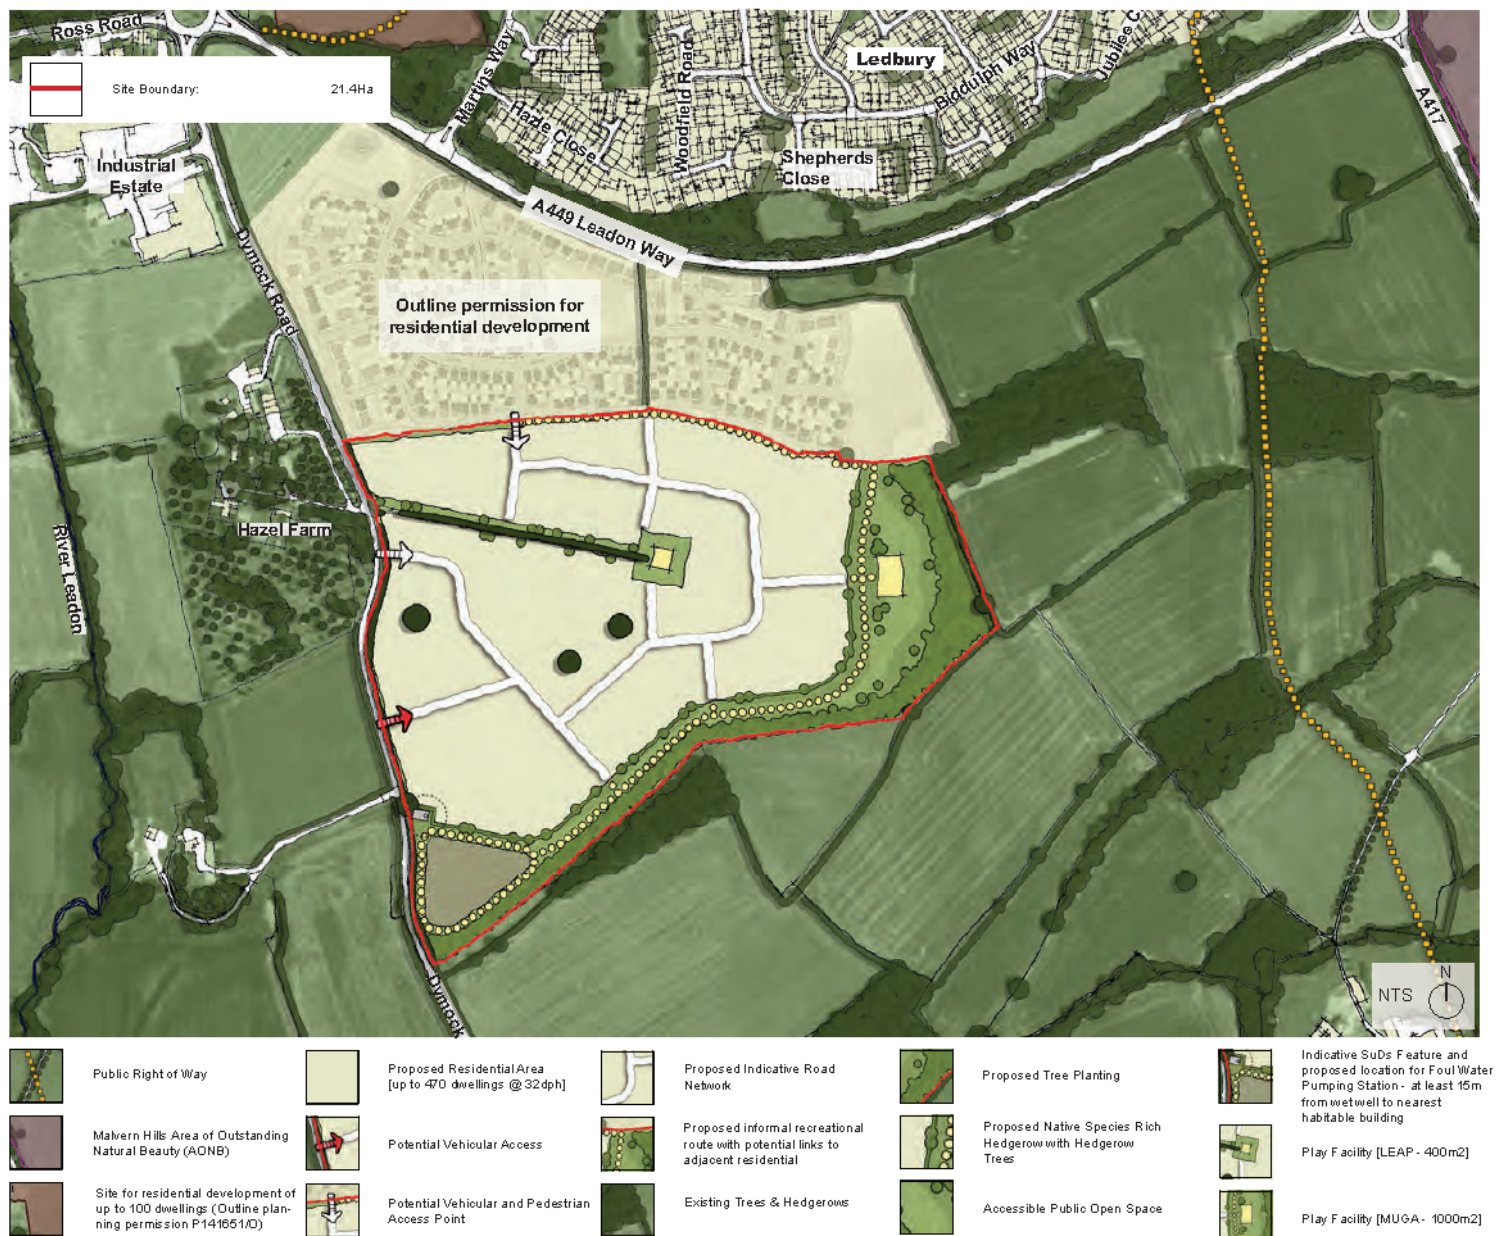 Ross Road
Site Boundary: 21.4Ha
Martins Way
Hazle Close
Woodfield Road
Ledbury
Biddulph Way
Jubilee C
A417
Shepherds
Close
Industrial
Estate
A449 Leadon Way
Dymock Road
Outline permission for
residential development
Hazel Farm
River Leadon
Dymock
NTS
N
Public Right of Way
Malvern Hills Area of Outstanding
Natural Beauty (AONB)
Site for residential development of
up to 100 dwellings (Outline plan-
ning permission P141651/O)
Proposed Residential Area
[up to 470 dwellings @ 32dph]
Potential Vehicular Access
Potential Vehicular and Pedestrian
Access Point
Proposed Indicative Road
Network
Proposed informal recreational
route with potential links to
adjacent residential
Existing Trees & Hedgerows
Proposed Tree Planting
Proposed Native Species Rich
Hedgerow with Hedgerow
Trees
Accessible Public Open Space
Indicative SuDs Feature and
proposed location for Foul Water
Pumping Station - at least 15m
from wet well to nearest
habitable building
Play Facility [LEAP - 400m2]
Play Facility [MUGA - 1000m2]